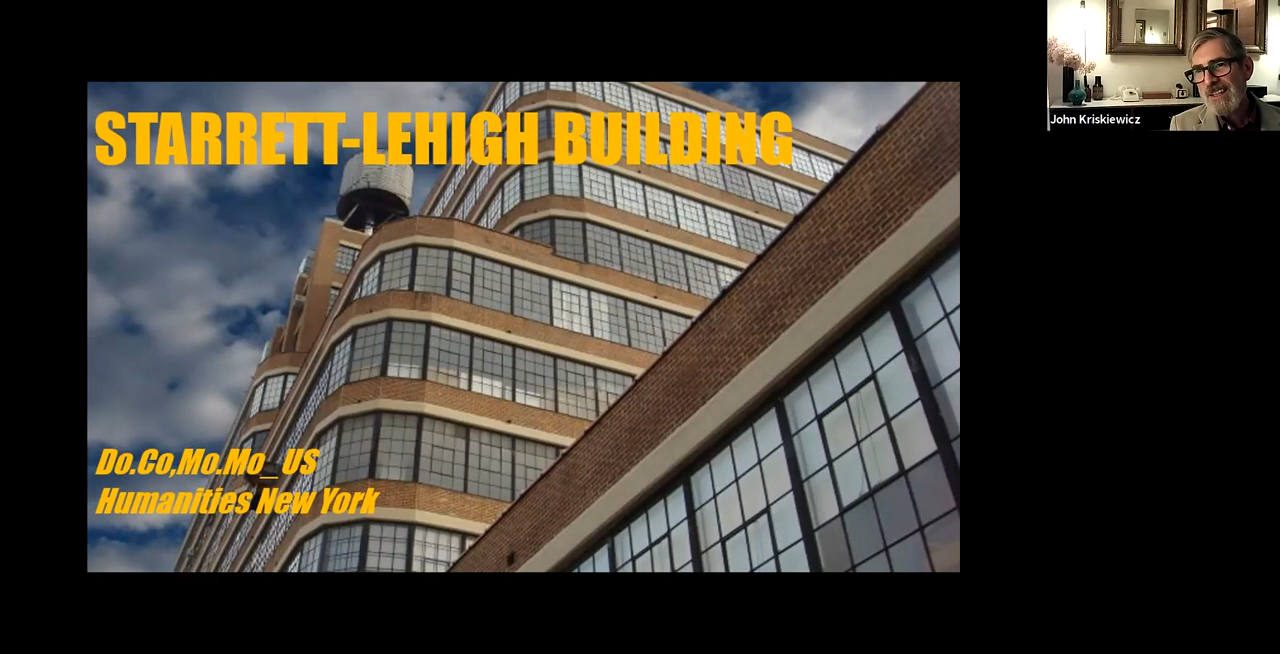 STARRETT-LEHIGH BUILDING
John Kriskiewicz
Do.Co,Mo.Mo_US
Humanities New York